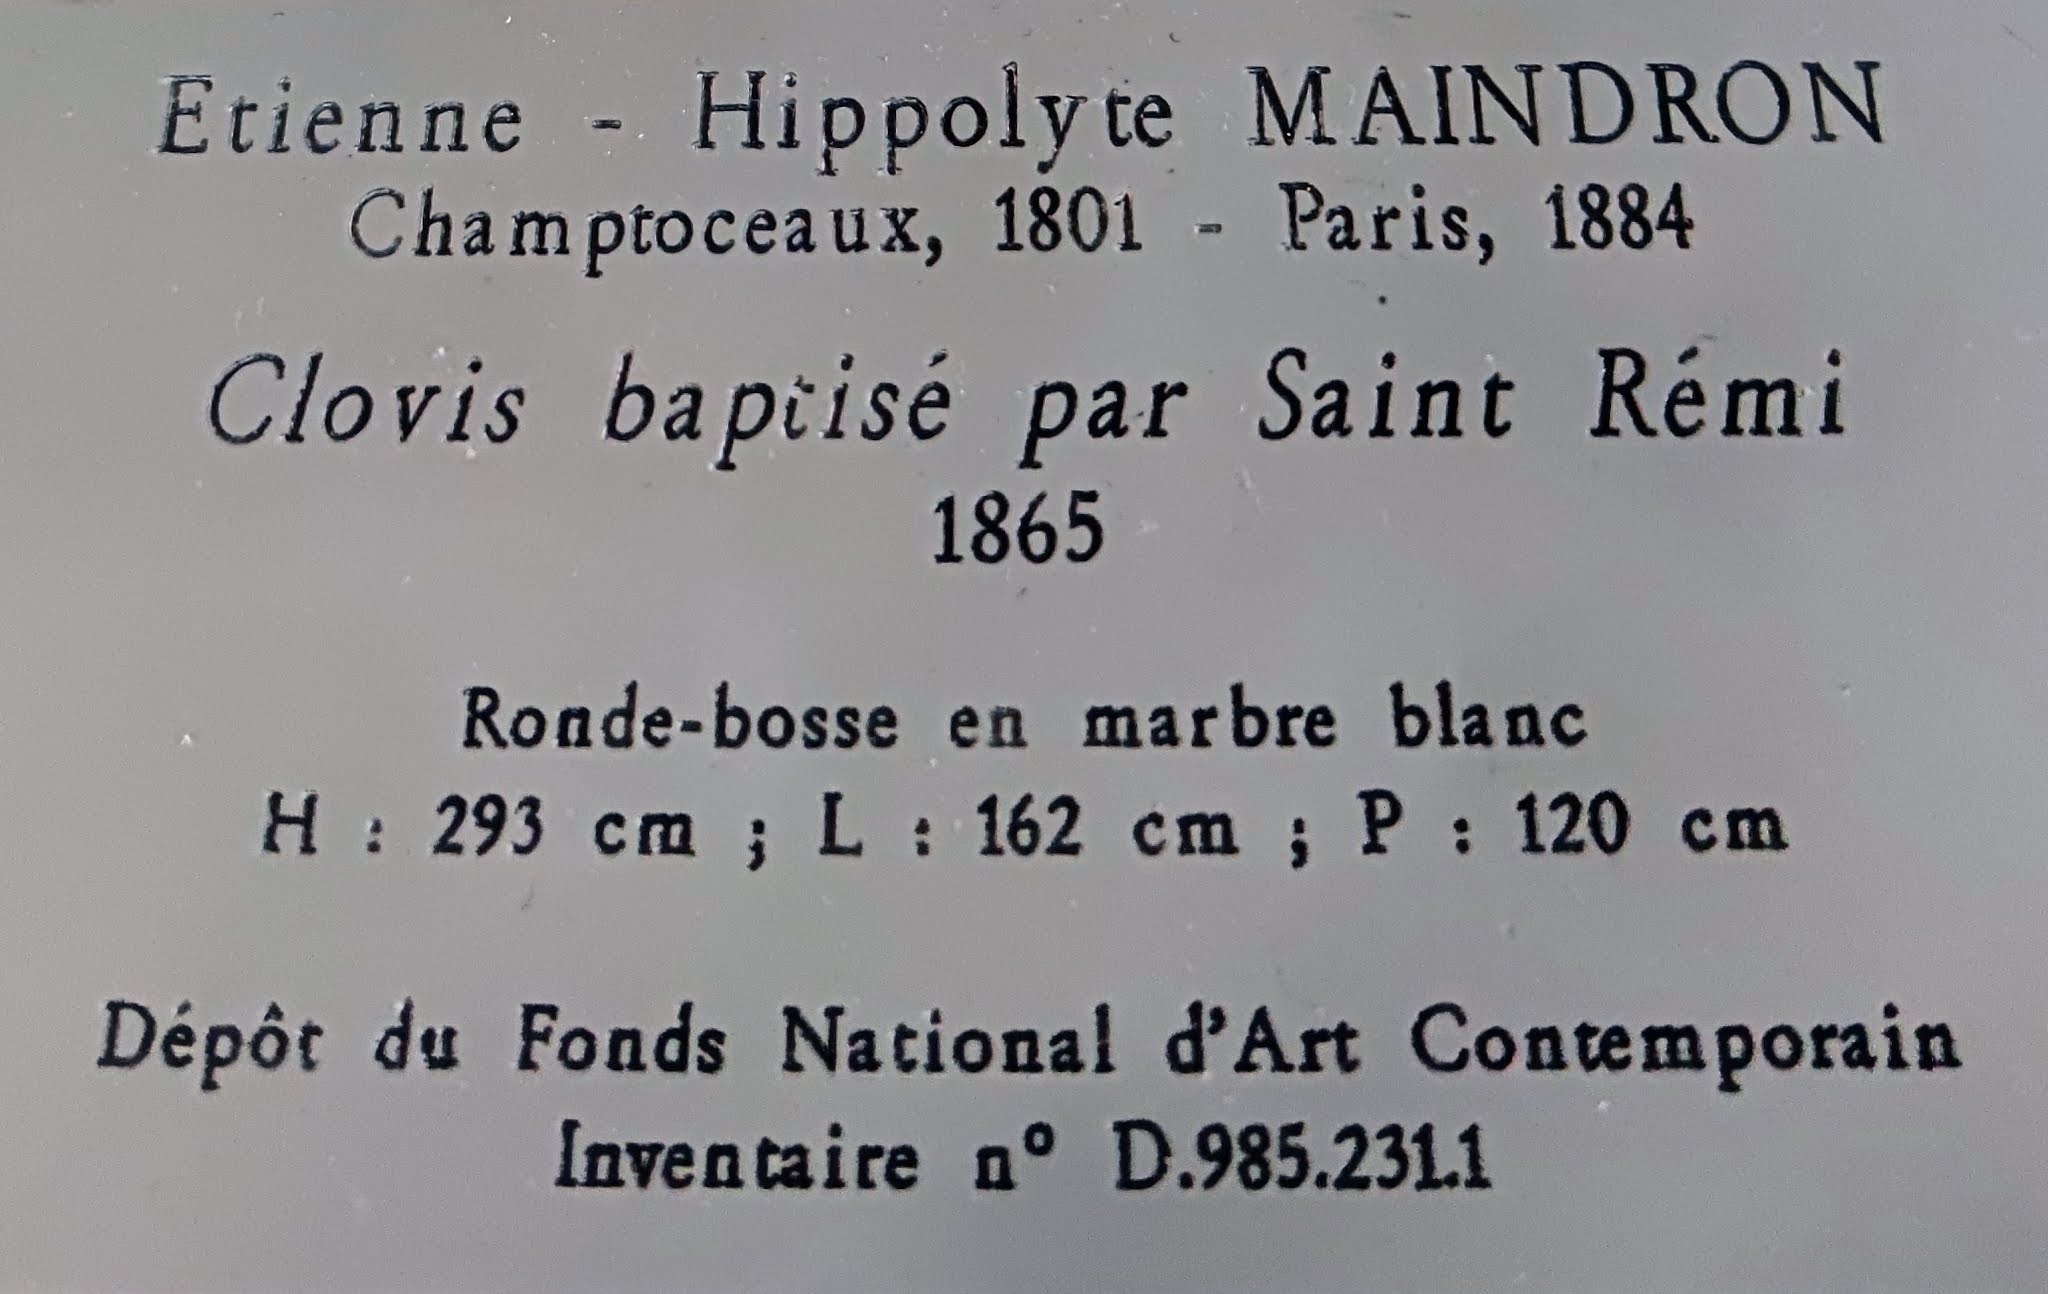 Etienne - Hippolyte MAINDRON
Champtoceaux, 1801 - Paris, 1884
Clovis baptisé par Saint Rémi
1865
Ronde-bosse en marbre blanc
H : 293 cm ; L : 162 cm ; P : 120 cm
Dépôt du Fonds National d'Art Contemporain
Inventaire n° D.985.231.1